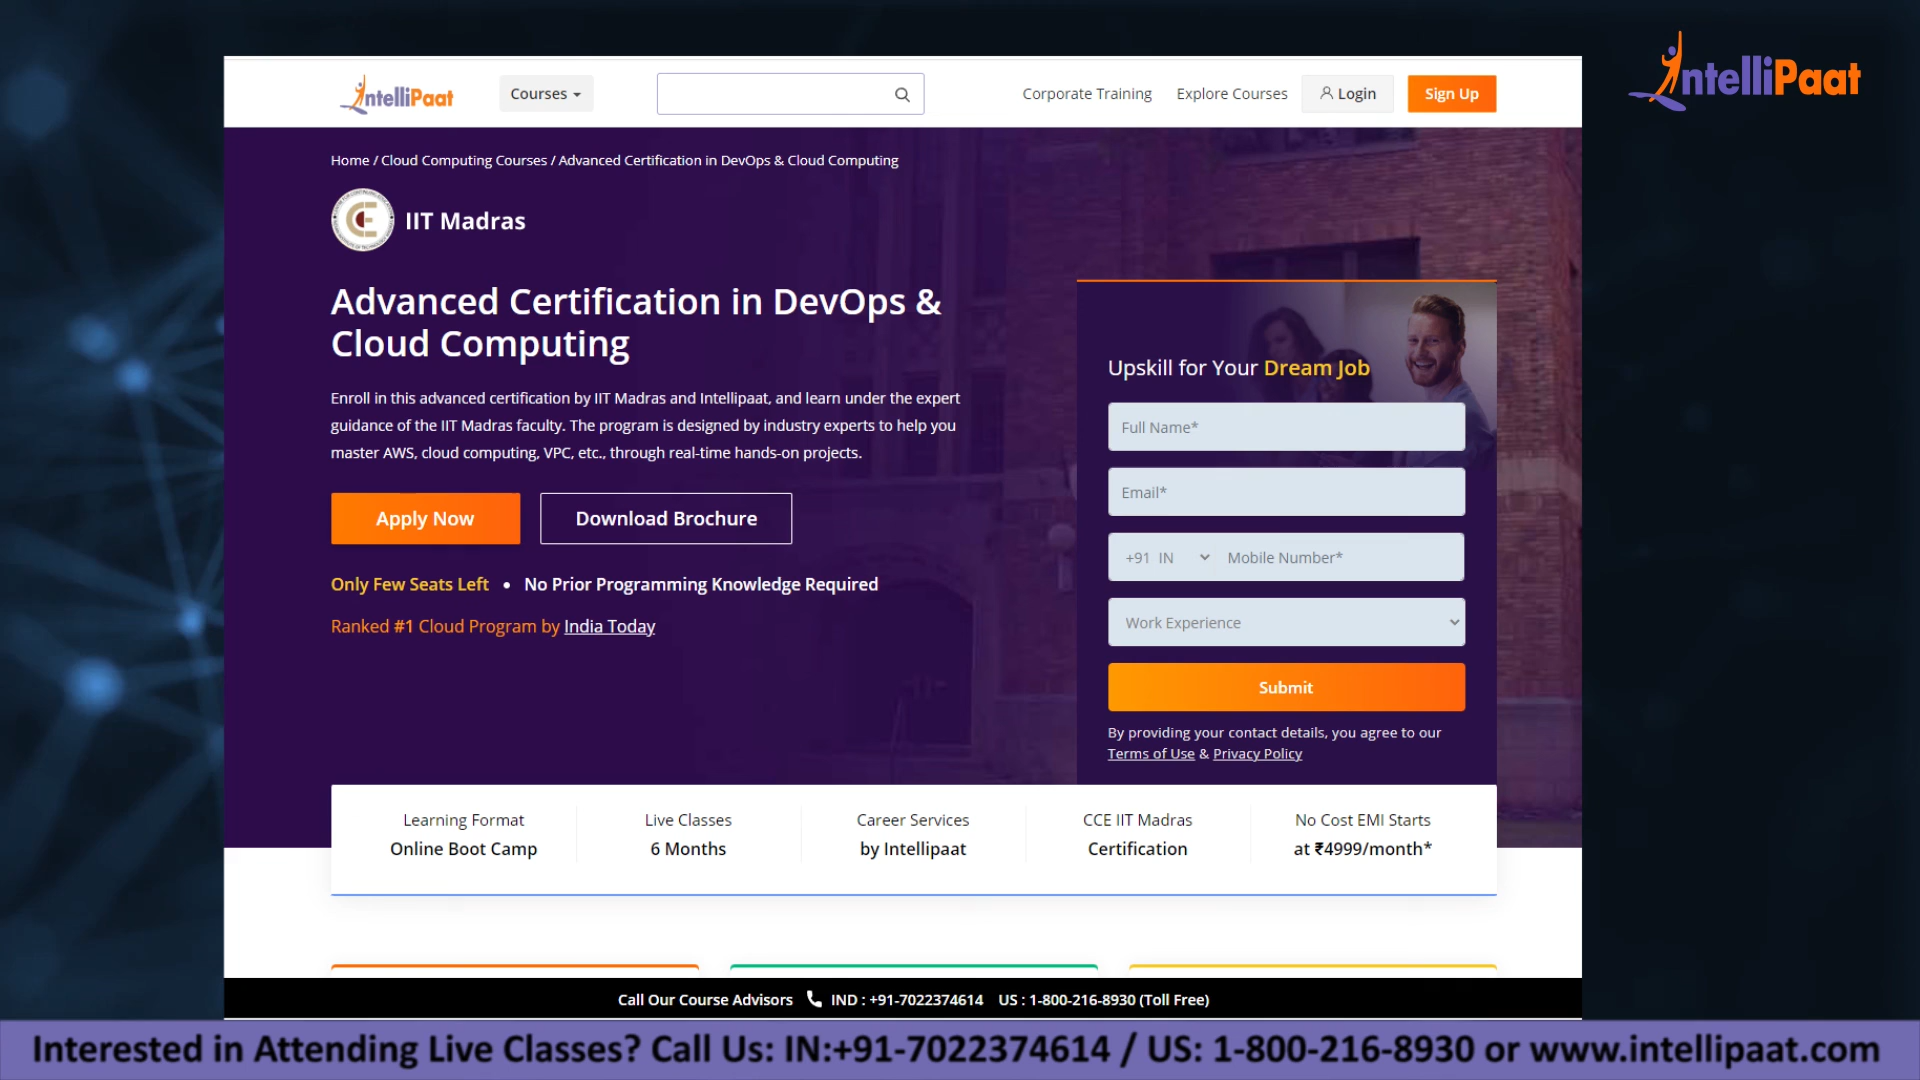 IntelliPaat
IntelliPaat
Courses
Corporate Training
Explore Courses
Login
Sign Up
Home / Cloud Computing Courses / Advanced Certification in DevOps & Cloud Computing
IIT Madras
Advanced Certification in DevOps &
Cloud Computing
Enroll in this advanced certification by IIT Madras and Intellipaat, and learn under the expert
guidance of the IIT Madras faculty. The program is designed by industry experts to help you
master AWS, cloud computing, VPC, etc., through real-time hands-on projects.
Apply Now
Download Brochure
Only Few Seats Left • No Prior Programming Knowledge Required
Ranked #1 Cloud Program by India Today
Upskill for Your Dream Job
Full Name*
Email*
+91 IN
Mobile Number*
Work Experience
Submit
By providing your contact details, you agree to our
Terms of Use & Privacy Policy
Learning Format
Online Boot Camp
Live Classes
6 Months
Career Services
by Intellipaat
CCE IIT Madras
Certification
No Cost EMI Starts
at ₹4999/month*
Call Our Course Advisors IND : +91-7022374614 US : 1-800-216-8930 (Toll Free)
Interested in Attending Live Classes? Call Us: IN:+91-7022374614 / US: 1-800-216-8930 or www.intellipaat.com